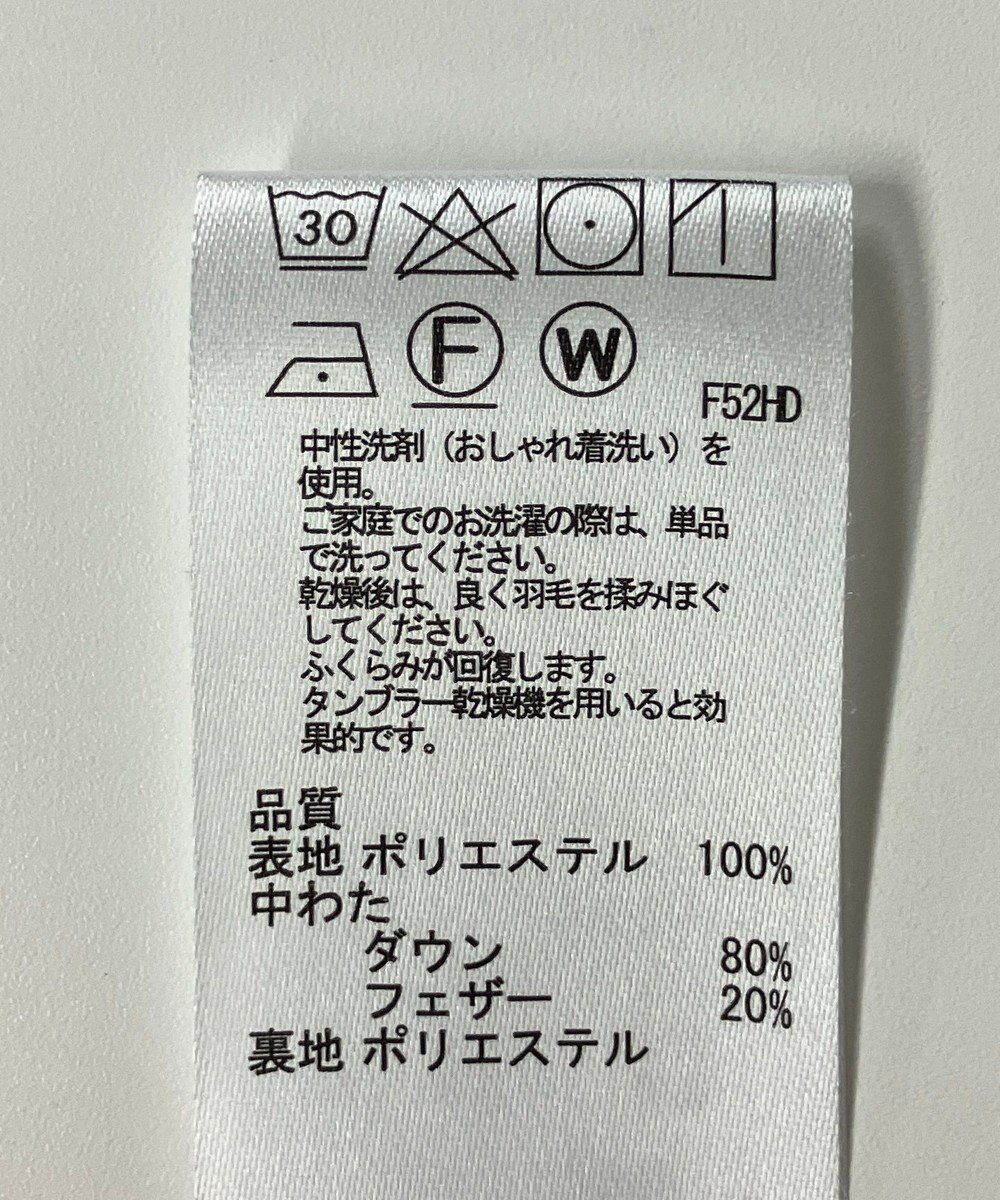 30
F W
F52HD
中性洗剤（おしゃれ着洗い）を
使用。
ご家庭でのお洗濯の際は、単品
で洗ってください。
乾燥後は、良く羽毛を揉みほぐ
してください。
ふくらみが回復します。
タンブラー乾燥機を用いると効
果的です。
品質
表地 ポリエステル 100%
中わた
ダウン 80%
フェザー 20%
裏地 ポリエステル